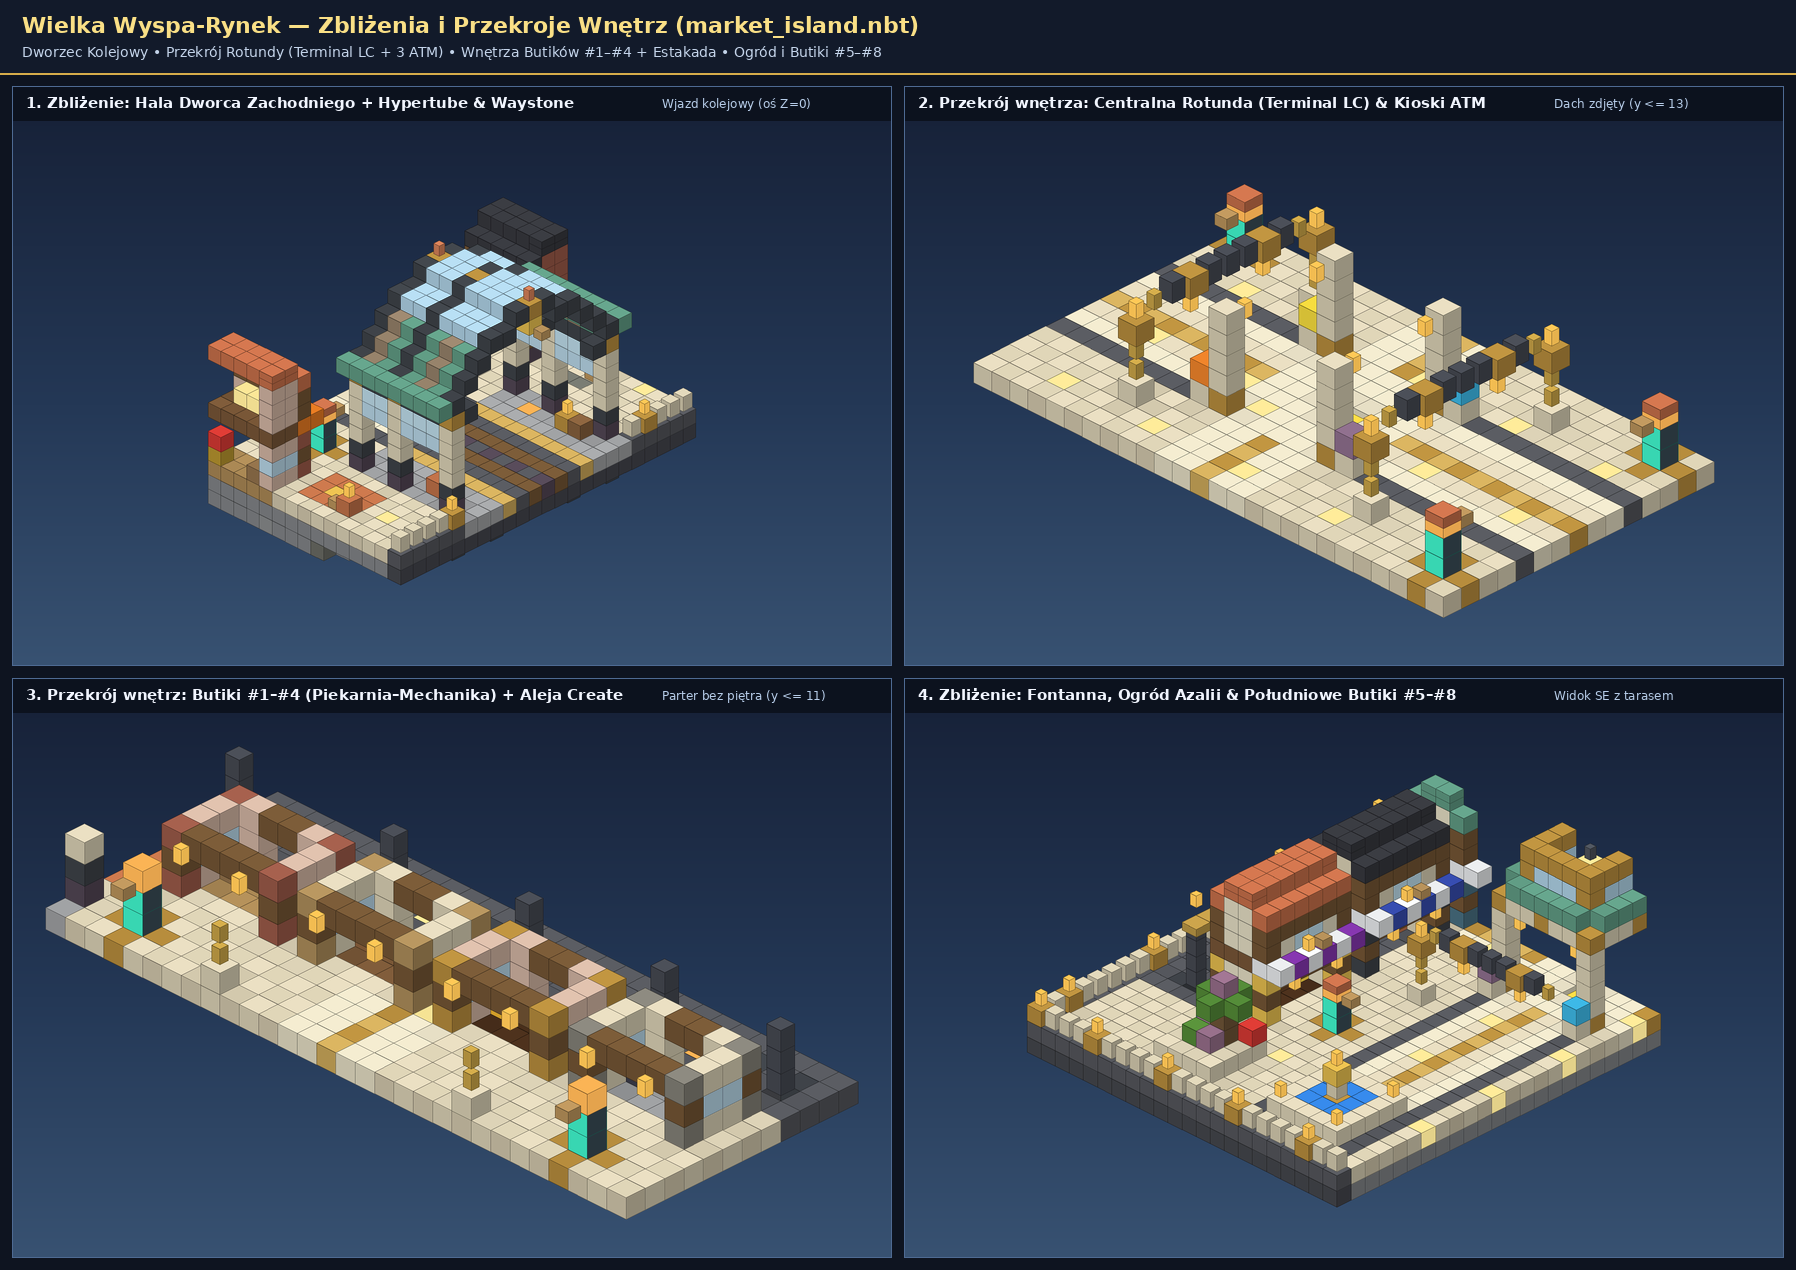 Wielka Wyspa-Rynek — Zbliżenia i Przekroje Wnętrz (market_island.nbt)
Dworzec Kolejowy • Przekrój Rotundy (Terminal LC + 3 ATM) • Wnętrza Butików #1–#4 + Estakada • Ogród i Butiki #5–#8
1. Zbliżenie: Hala Dworca Zachodniego + Hypertube & Waystone
Wjazd kolejowy (oś Z=0)
2. Przekrój wnętrza: Centralna Rotunda (Terminal LC) & Kioski ATM
Dach zdjęty (y <= 13)
3. Przekrój wnętrz: Butiki #1–#4 (Piekarnia–Mechanika) + Aleja Create
Parter bez piętra (y <= 11)
4. Zbliżenie: Fontanna, Ogród Azalii & Południowe Butiki #5–#8
Widok SE z tarasem